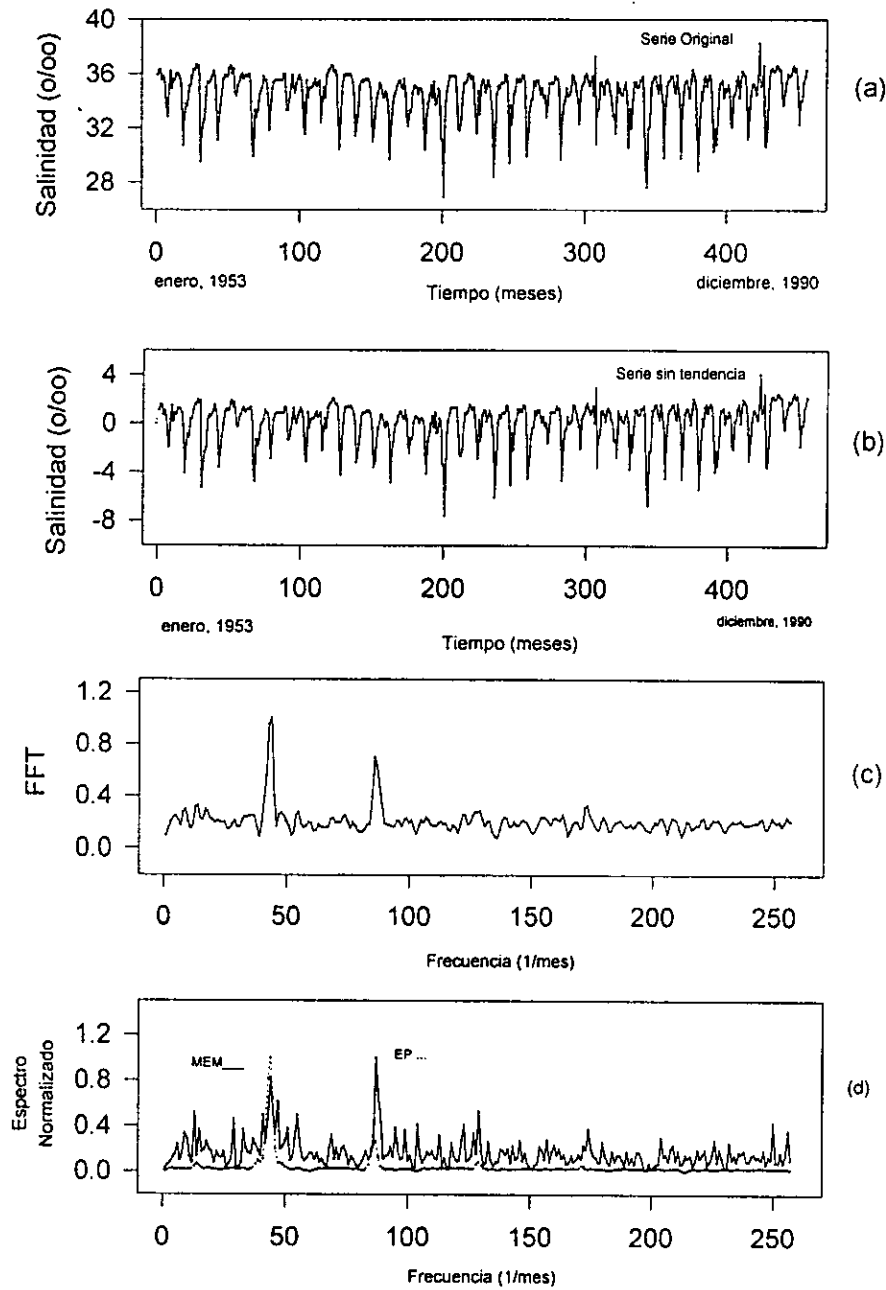 40
36
32
28
Salinidad (o/oo)
Serie Original
(a)
0 100 200 300 400
enero, 1953
Tiempo (meses)
diciembre, 1990
4
0
-4
-8
Salinidad (o/oo)
Serie sin tendencia
(b)
0 100 200 300 400
enero, 1953
Tiempo (meses)
diciembre, 1990
1.2
0.8
0.4
0.0
FFT
(c)
0 50 100 150 200 250
Frecuencia (1/mes)
1.2
0.8
0.4
0.0
Espectro
Normalizado
MEM___
EP ...
(d)
0 50 100 150 200 250
Frecuencia (1/mes)